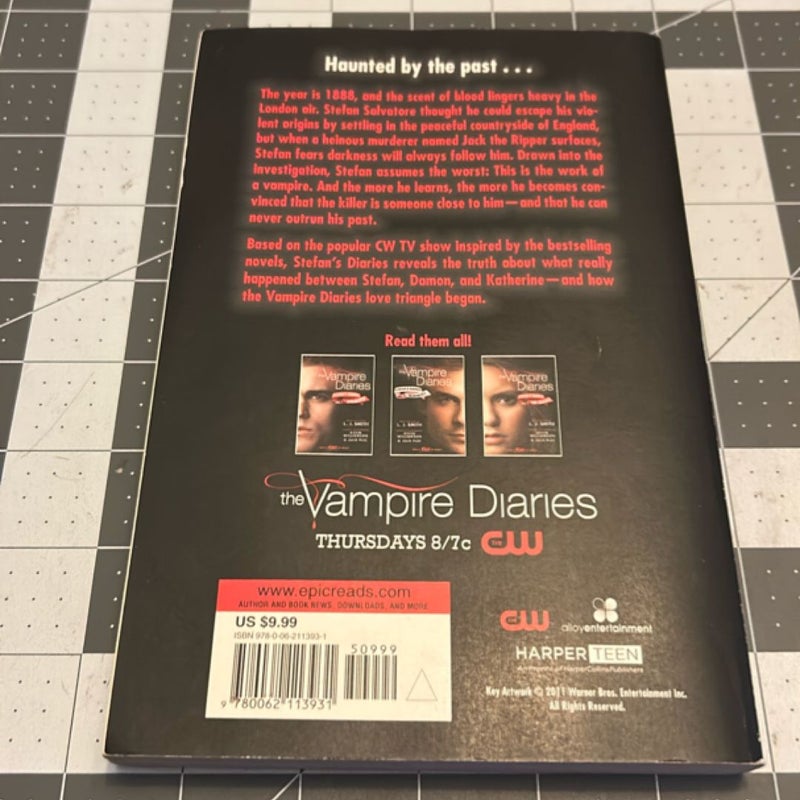 Haunted by the past . . .
The year is 1888, and the scent of blood lingers heavy in the
London air. Stefan Salvatore thought he could escape his vio-
lent origins by settling in the peaceful countryside of England,
but when a heinous murderer named Jack the Ripper surfaces,
Stefan fears darkness will always follow him. Drawn into the
investigation, Stefan assumes the worst: This is the work of
a vampire. And the more he learns, the more he becomes con-
vinced that the killer is someone close to him—and that he can
never outrun his past.
Based on the popular CW TV show inspired by the bestselling
novels, Stefan's Diaries reveals the truth about what really
happened between Stefan, Damon, and Katherine—and how
the Vampire Diaries love triangle began.
Read them all!
the Vampire Diaries
the Vampire Diaries
the Vampire Diaries
L. J. SMITH
L. J. SMITH
L. J. SMITH
the Vampire Diaries
THURSDAYS 8/7c THE CW
www.epicreads.com
AUTHOR AND BOOK NEWS, DOWNLOADS, AND MORE
US $9.99
ISBN 978-0-06-211393-1
50999
9 780062 113931
THE CW
alloyentertainment
HARPER TEEN
An Imprint of HarperCollinsPublishers
Key Artwork © 2011 Warner Bros. Entertainment Inc.
All Rights Reserved.